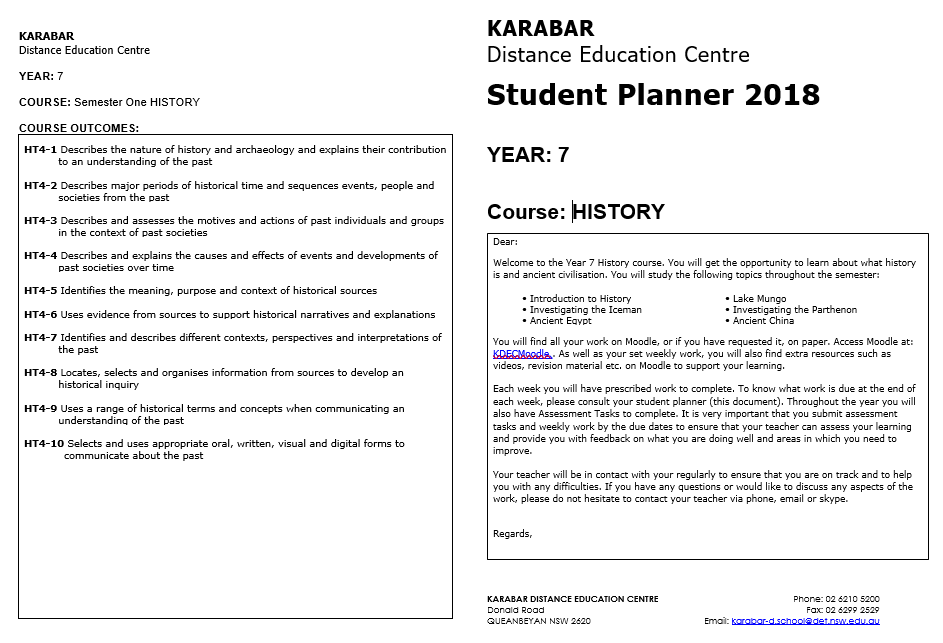 KARABAR
Distance Education Centre
YEAR: 7
COURSE: Semester One HISTORY
COURSE OUTCOMES:
HT4-1 Describes the nature of history and archaeology and explains their contribution
to an understanding of the past
HT4-2 Describes major periods of historical time and sequences events, people and
societies from the past
HT4-3 Describes and assesses the motives and actions of past individuals and groups
in the context of past societies
HT4-4 Describes and explains the causes and effects of events and developments of
past societies over time
HT4-5 Identifies the meaning, purpose and context of historical sources
HT4-6 Uses evidence from sources to support historical narratives and explanations
HT4-7 Identifies and describes different contexts, perspectives and interpretations of
the past
HT4-8 Locates, selects and organises information from sources to develop an
historical inquiry
HT4-9 Uses a range of historical terms and concepts when communicating an
understanding of the past
HT4-10 Selects and uses appropriate oral, written, visual and digital forms to
communicate about the past
KARABAR
Distance Education Centre
Student Planner 2018
YEAR: 7
Course: HISTORY
Dear:
Welcome to the Year 7 History course. You will get the opportunity to learn about what history
is and ancient civilisation. You will study the following topics throughout the semester:
• Introduction to History
• Investigating the Iceman
• Ancient Egypt
• Lake Mungo
• Investigating the Parthenon
• Ancient China
You will find all your work on Moodle, or if you have requested it, on paper. Access Moodle at:
KDECMoodle.. As well as your set weekly work, you will also find extra resources such as
videos, revision material etc. on Moodle to support your learning.
Each week you will have prescribed work to complete. To know what work is due at the end of
each week, please consult your student planner (this document). Throughout the year you will
also have Assessment Tasks to complete. It is very important that you submit assessment
tasks and weekly work by the due dates to ensure that your teacher can assess your learning
and provide you with feedback on what you are doing well and areas in which you need to
improve.
Your teacher will be in contact with your regularly to ensure that you are on track and to help
you with any difficulties. If you have any questions or would like to discuss any aspects of the
work, please do not hesitate to contact your teacher via phone, email or skype.
Regards,
KARABAR DISTANCE EDUCATION CENTRE
Donald Road
QUEANBEYAN NSW 2620
Phone: 02 6210 5200
Fax: 02 6299 2529
Email: karabar-d.school@det.nsw.edu.au